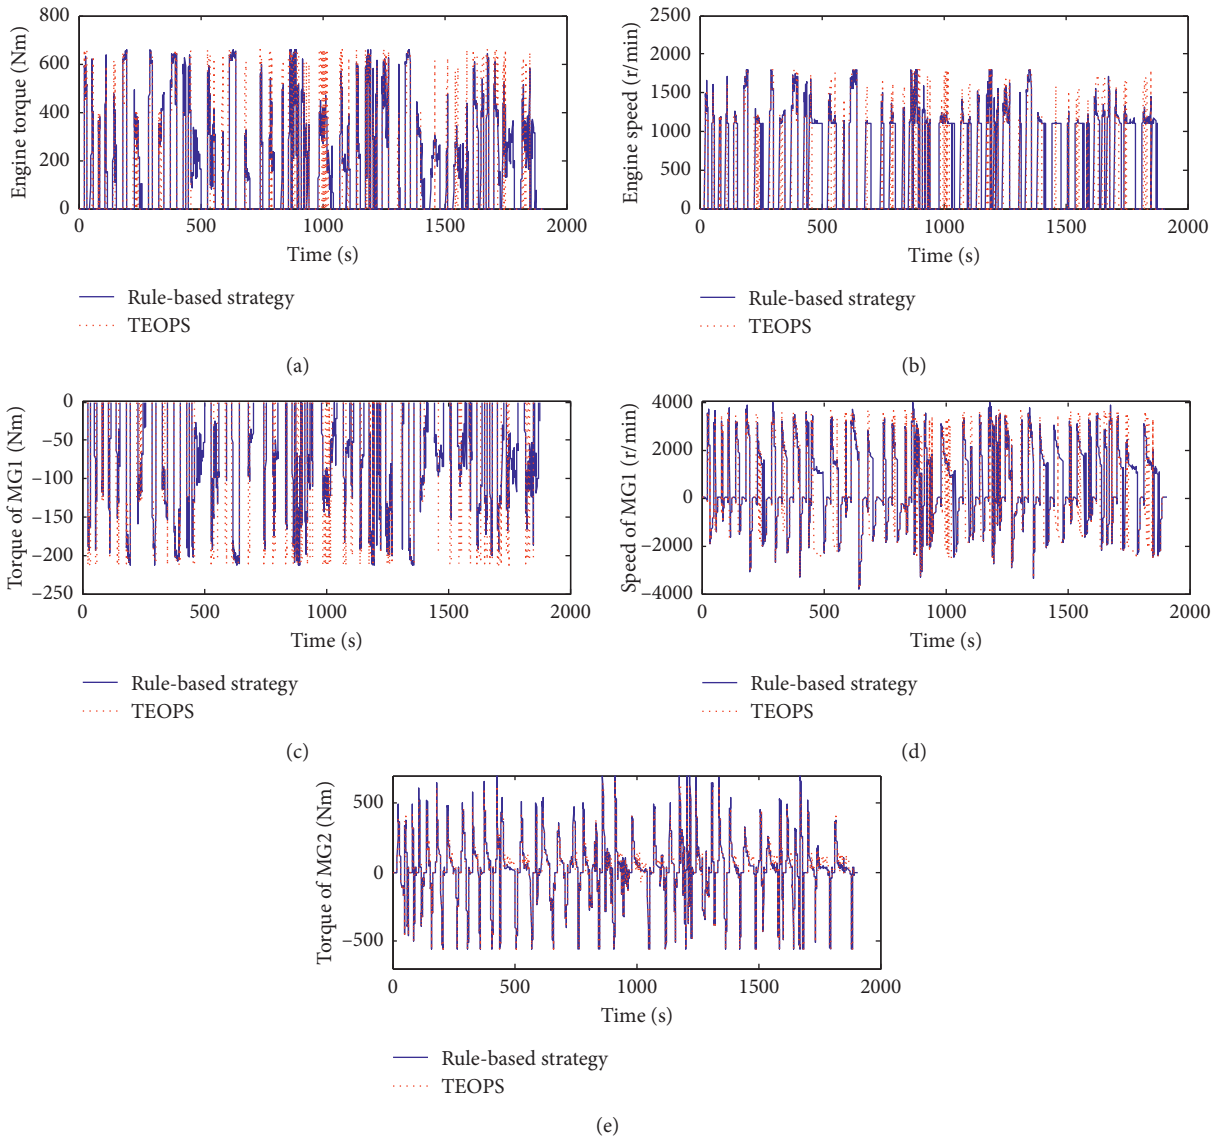 Engine torque (Nm)
800
600
400
200
0
0 500 1000 1500 2000
Time (s)
Rule-based strategy
TEOPS
(a)
Engine speed (r/min)
2500
2000
1500
1000
500
0
0 500 1000 1500 2000
Time (s)
Rule-based strategy
TEOPS
(b)
Torque of MG1 (Nm)
0
–50
–100
–150
–200
–250
0 500 1000 1500 2000
Time (s)
Rule-based strategy
TEOPS
(c)
Speed of MG1 (r/min)
4000
2000
0
–2000
–4000
0 500 1000 1500 2000
Time (s)
Rule-based strategy
TEOPS
(d)
Torque of MG2 (Nm)
500
0
–500
0 500 1000 1500 2000
Time (s)
Rule-based strategy
TEOPS
(e)